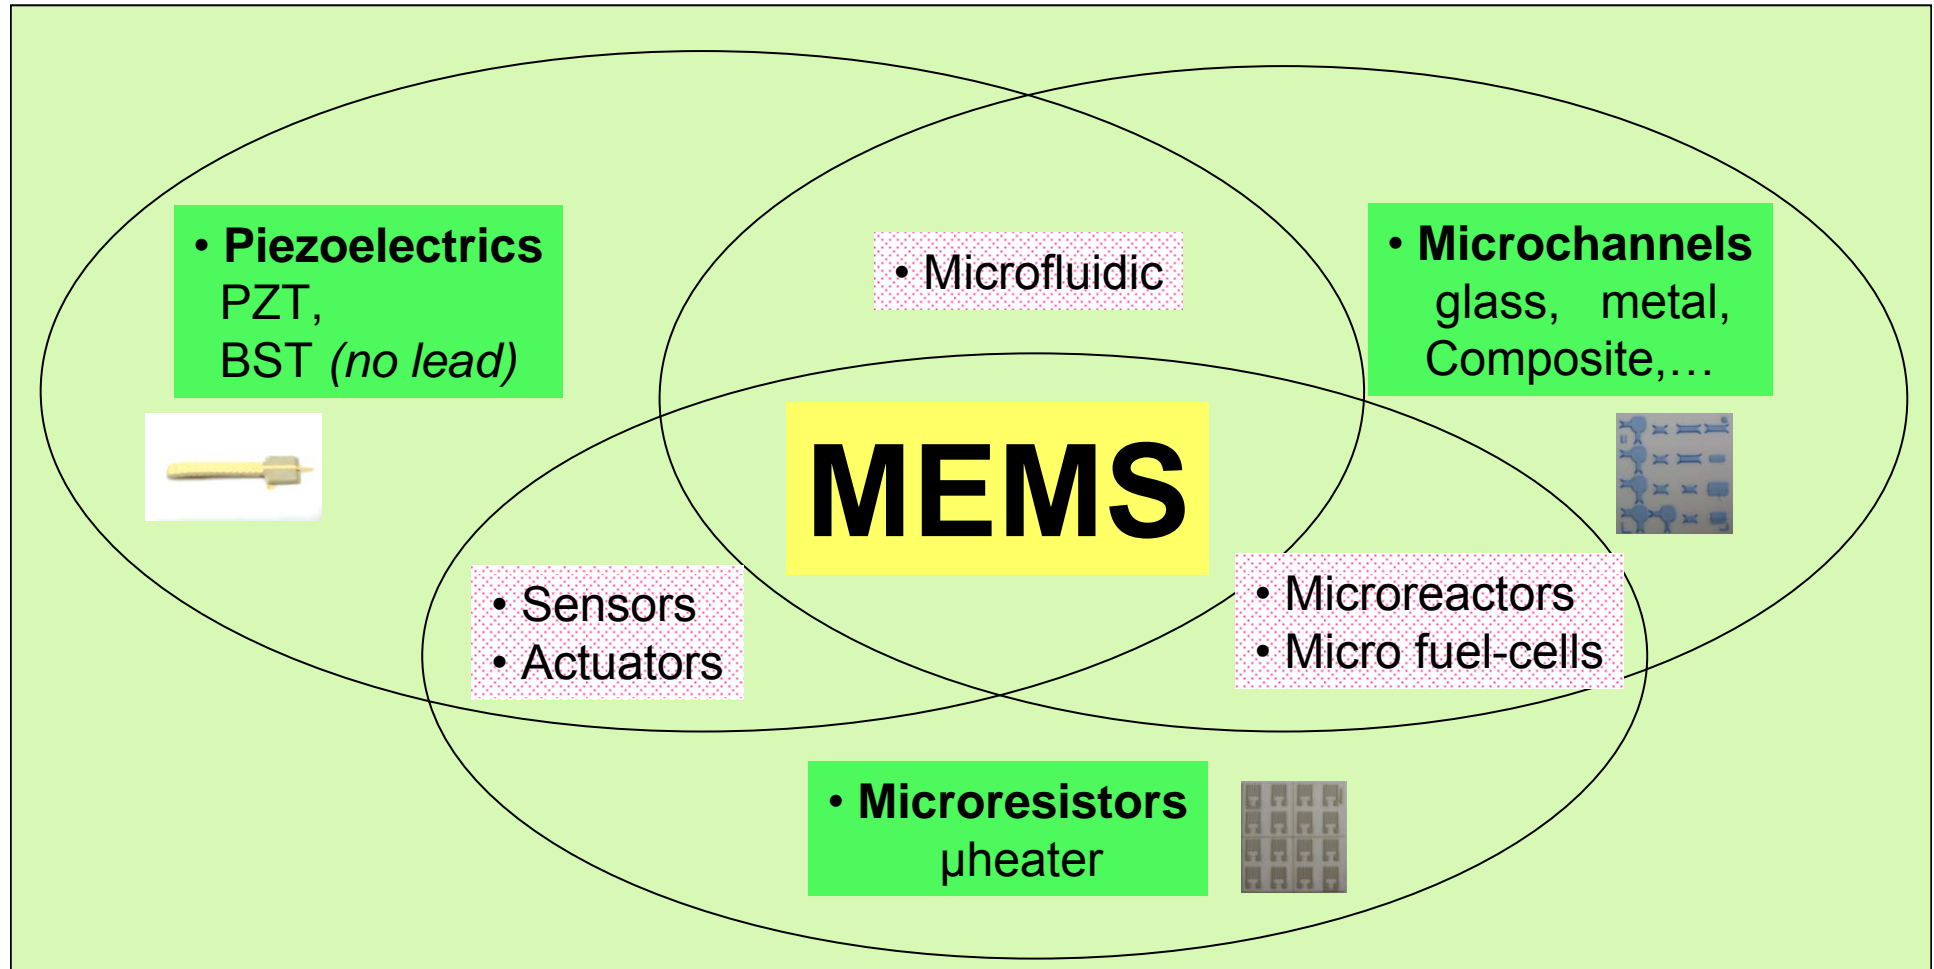 • Piezoelectrics
PZT,
BST (no lead)
• Microfluidic
• Microchannels
glass, metal,
Composite,…
MEMS
• Sensors
• Actuators
• Microreactors
• Micro fuel-cells
• Microresistors
µheater